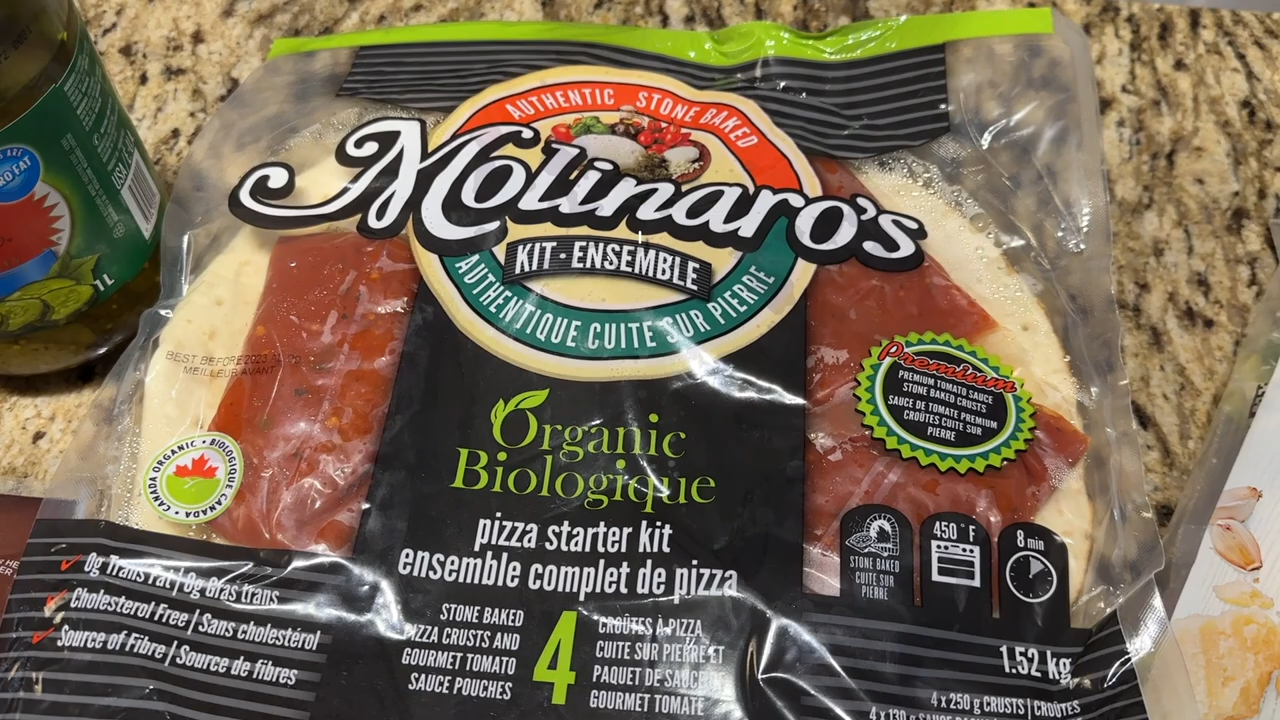 AUTHENTIC STONE BAKED
Molinaro's
KIT · ENSEMBLE
AUTHENTIQUE CUITE SUR PIERRE
BEST BEFORE 2023
MEILLEUR AVANT
Premium
PREMIUM TOMATO SAUCE
STONE BAKED CRUSTS
SAUCE DE TOMATE PREMIUM
CROÛTES CUITE SUR
PIERRE
Organic
Biologique
CANADA ORGANIC • BIOLOGIQUE CANADA
pizza starter kit
ensemble complet de pizza
STONE BAKED
CUITE SUR
PIERRE
450° F
8 min
0g Trans Fat | 0g Gras trans
Cholesterol Free | Sans cholestérol
Source of Fibre | Source de fibres
STONE BAKED
PIZZA CRUSTS AND
GOURMET TOMATO
SAUCE POUCHES
4
CROÛTES À PIZZA
CUITE SUR PIERRE ET
PAQUET DE SAUCE
GOURMET TOMATE
1.52 kg
4 x 250 g CRUSTS | CROÛTES
4 x 130 g
1L